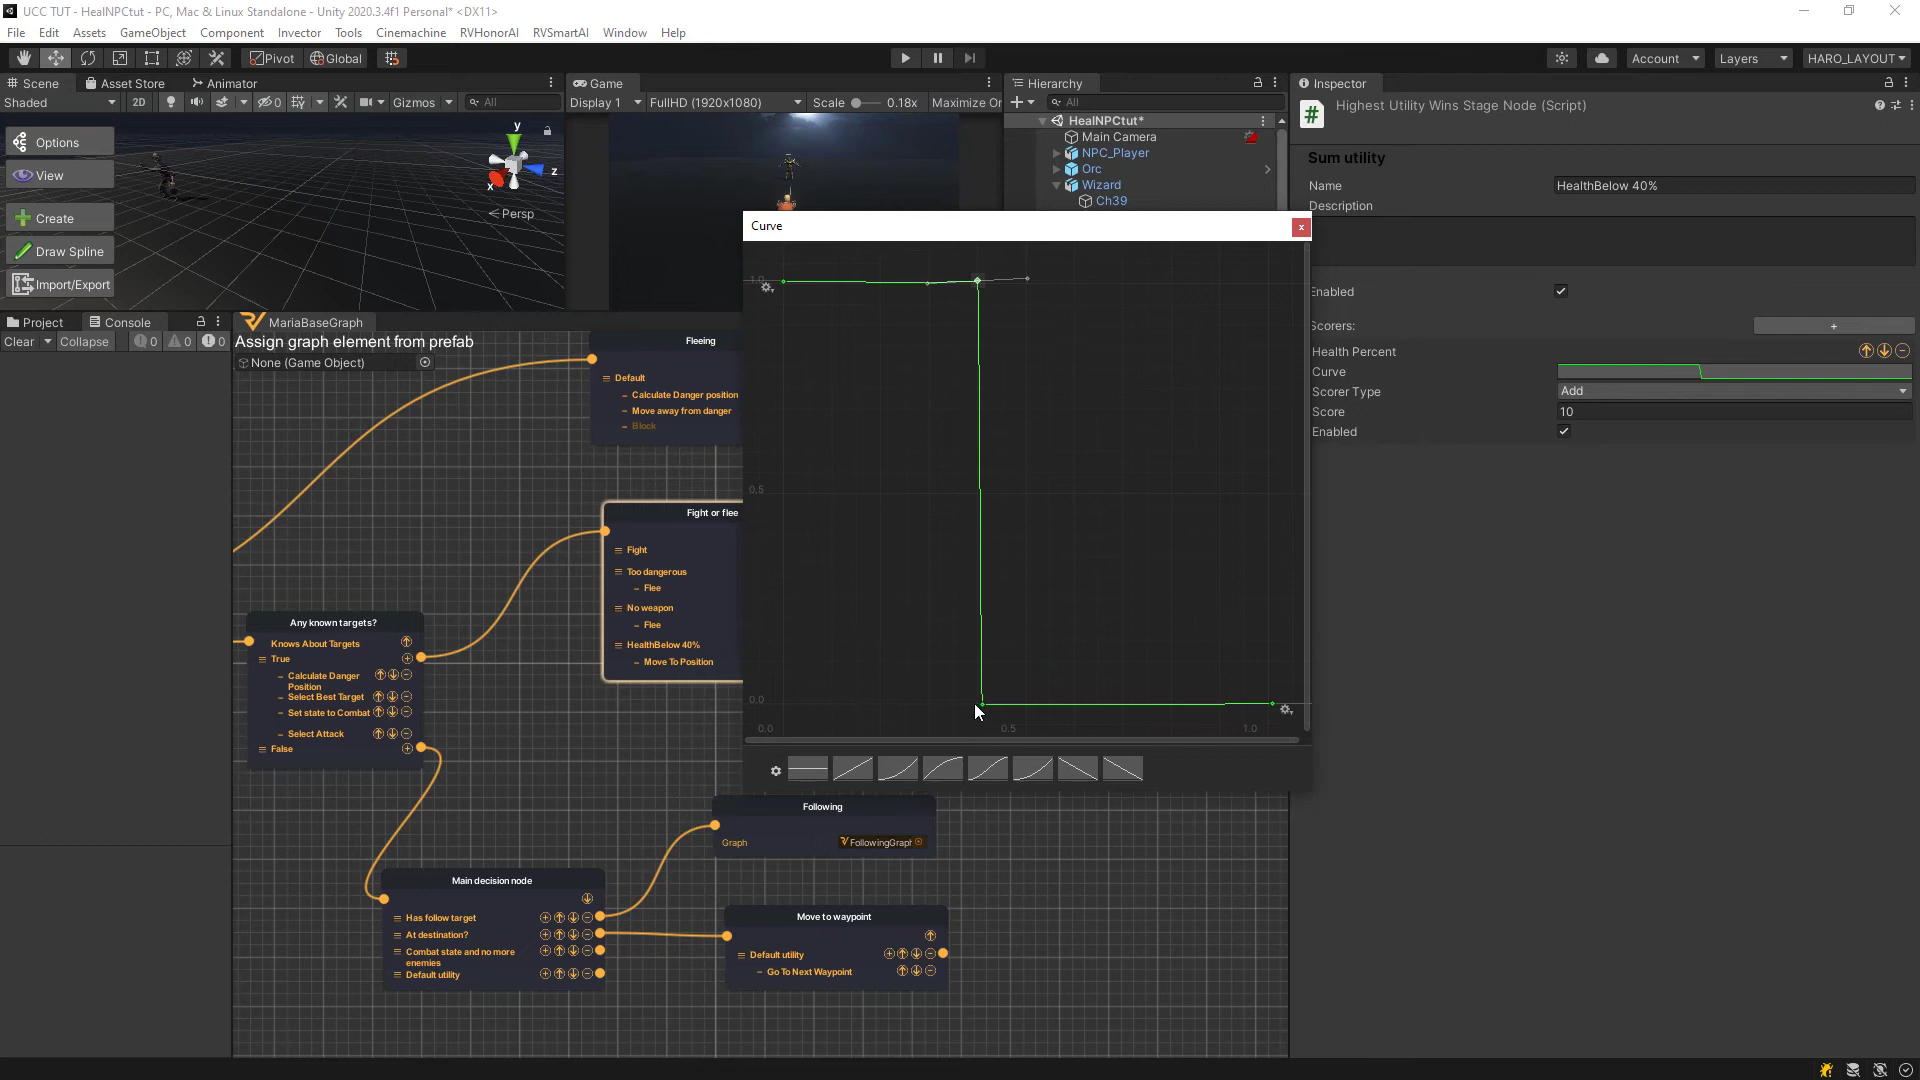 UCC TUT - HealNPCtut - PC, Mac & Linux Standalone - Unity 2020.3.4f1 Personal* <DX11>
File Edit Assets GameObject Component Tools Invector Cinemachine RVHonorAI RVSmartAI Window Help
Pivot Global Account Layers HARO_LAYOUT
Scene Asset Store Animator
Shaded 2D 0 Gizmos All
Options
View
Create
Draw Spline
Import/Export
y
z
x
Persp
Game
Display 1 FullHD (1920x1080) Scale 0.18x Maximize Or
Hierarchy
All
HealNPCtut*
Main Camera
NPC_Player
Orc
Wizard
Ch39
Inspector
Highest Utility Wins Stage Node (Script)
#
Sum utility
Name HealthBelow 40%
Description
Enabled
Scorers: +
Health Percent
Curve
Scorer Type Add
Score 10
Enabled
Project Console
Clear Collapse 0 0 0
MariaBaseGraph
Assign graph element from prefab
None (Game Object)
Fleeing
Default
– Calculate Danger position
– Move away from danger
– Block
Fight or flee
Fight
Too dangerous
– Flee
No weapon
– Flee
HealthBelow 40%
– Move To Position
Any known targets?
Knows About Targets
True
– Calculate Danger
Position
– Select Best Target
– Set state to Combat
– Select Attack
False
Main decision node
Has follow target
At destination?
Combat state and no more
enemies
Default utility
Following
Graph FollowingGraph
Move to waypoint
Default utility
– Go To Next Waypoint
Curve x
1.0
0.5
0.0
0.0 0.5 1.0